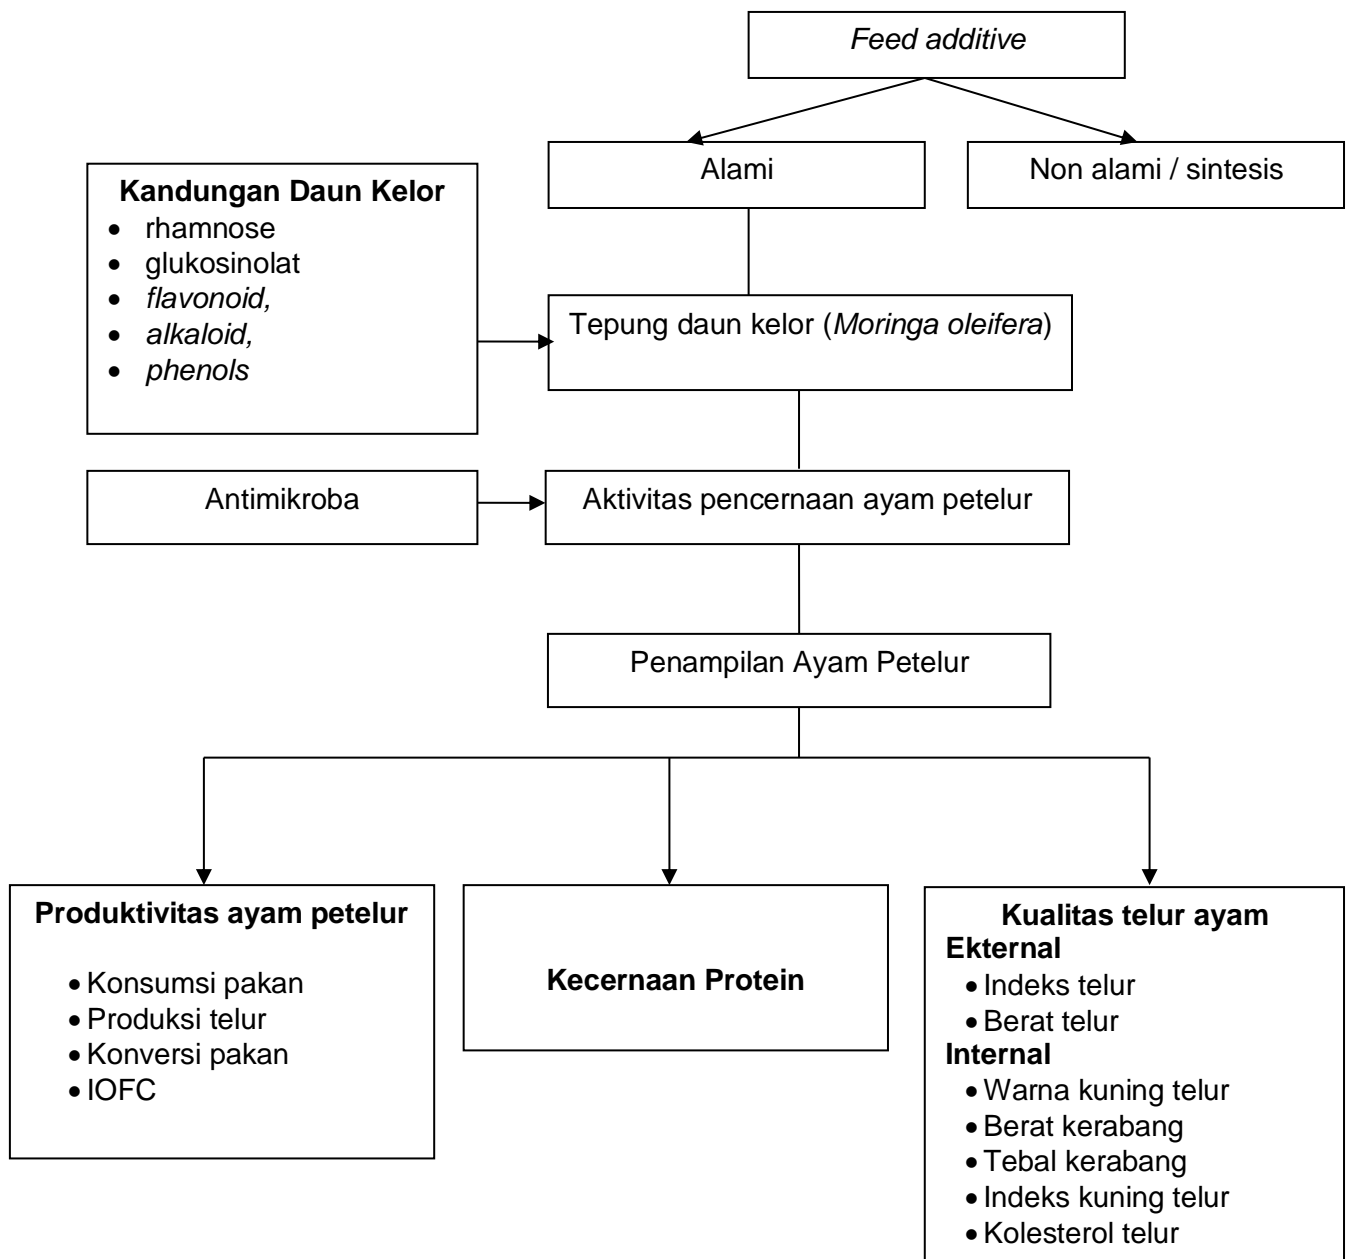 Feed additive
Alami
Non alami / sintesis
Kandungan Daun Kelor
• rhamnose
• glukosinolat
• flavonoid,
• alkaloid,
• phenols
Tepung daun kelor (Moringa oleifera)
Antimikroba
Aktivitas pencernaan ayam petelur
Penampilan Ayam Petelur
Produktivitas ayam petelur
• Konsumsi pakan
• Produksi telur
• Konversi pakan
• IOFC
Kecernaan Protein
Kualitas telur ayam
Ekternal
• Indeks telur
• Berat telur
Internal
• Warna kuning telur
• Berat kerabang
• Tebal kerabang
• Indeks kuning telur
• Kolesterol telur